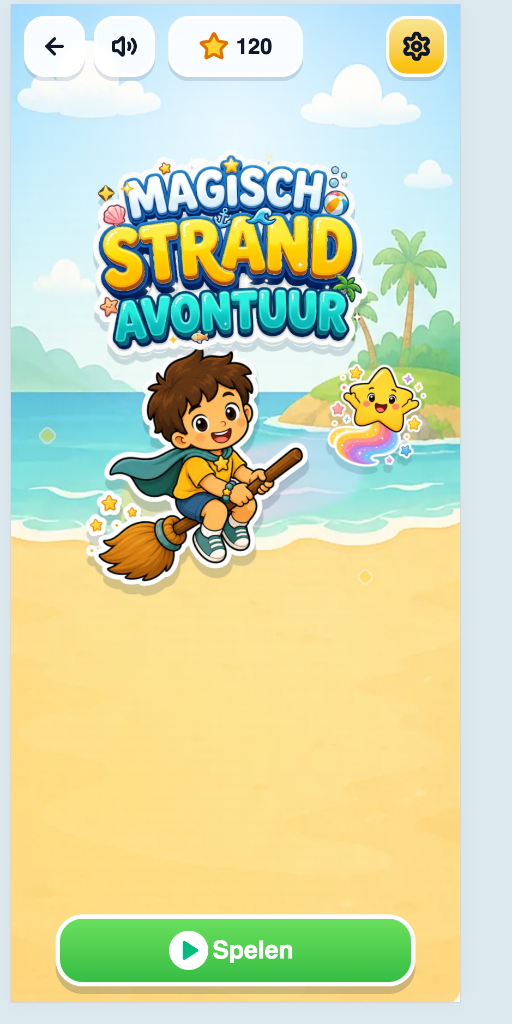 120
MAGISCH
STRAND
AVONTUUR
Spelen